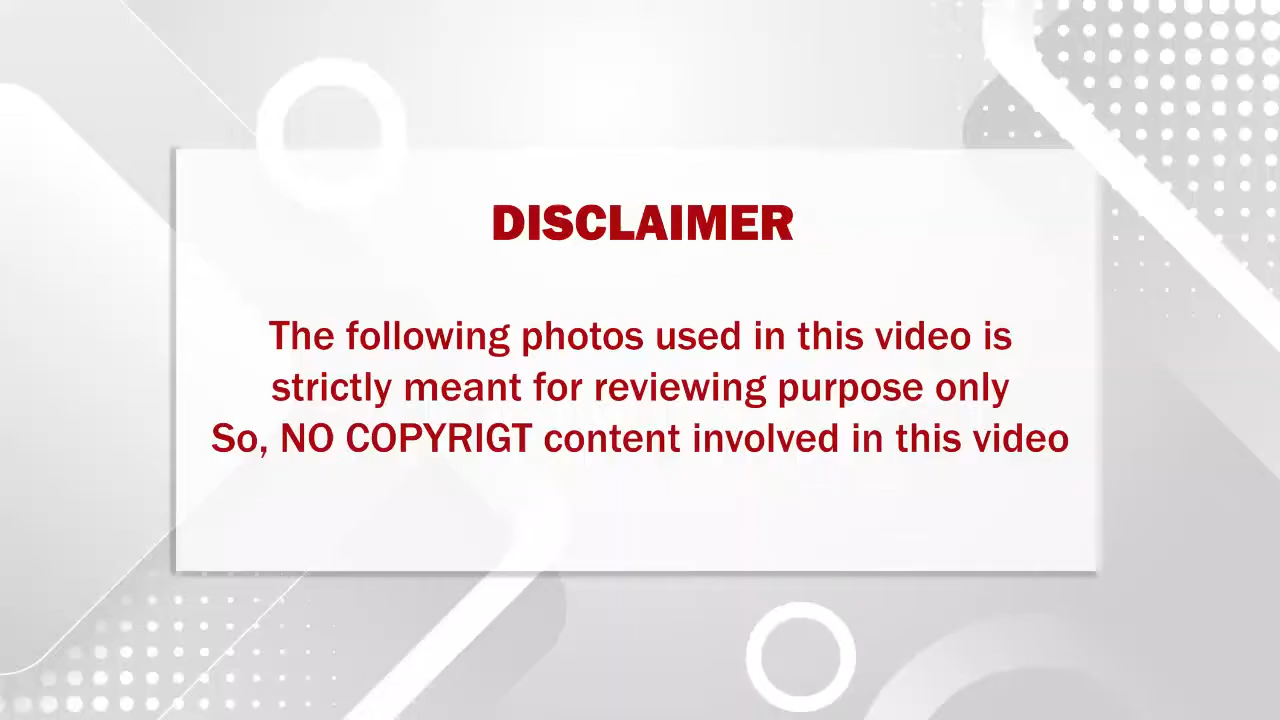 DISCLAIMER
The following photos used in this video is
strictly meant for reviewing purpose only
So, NO COPYRIGT content involved in this video